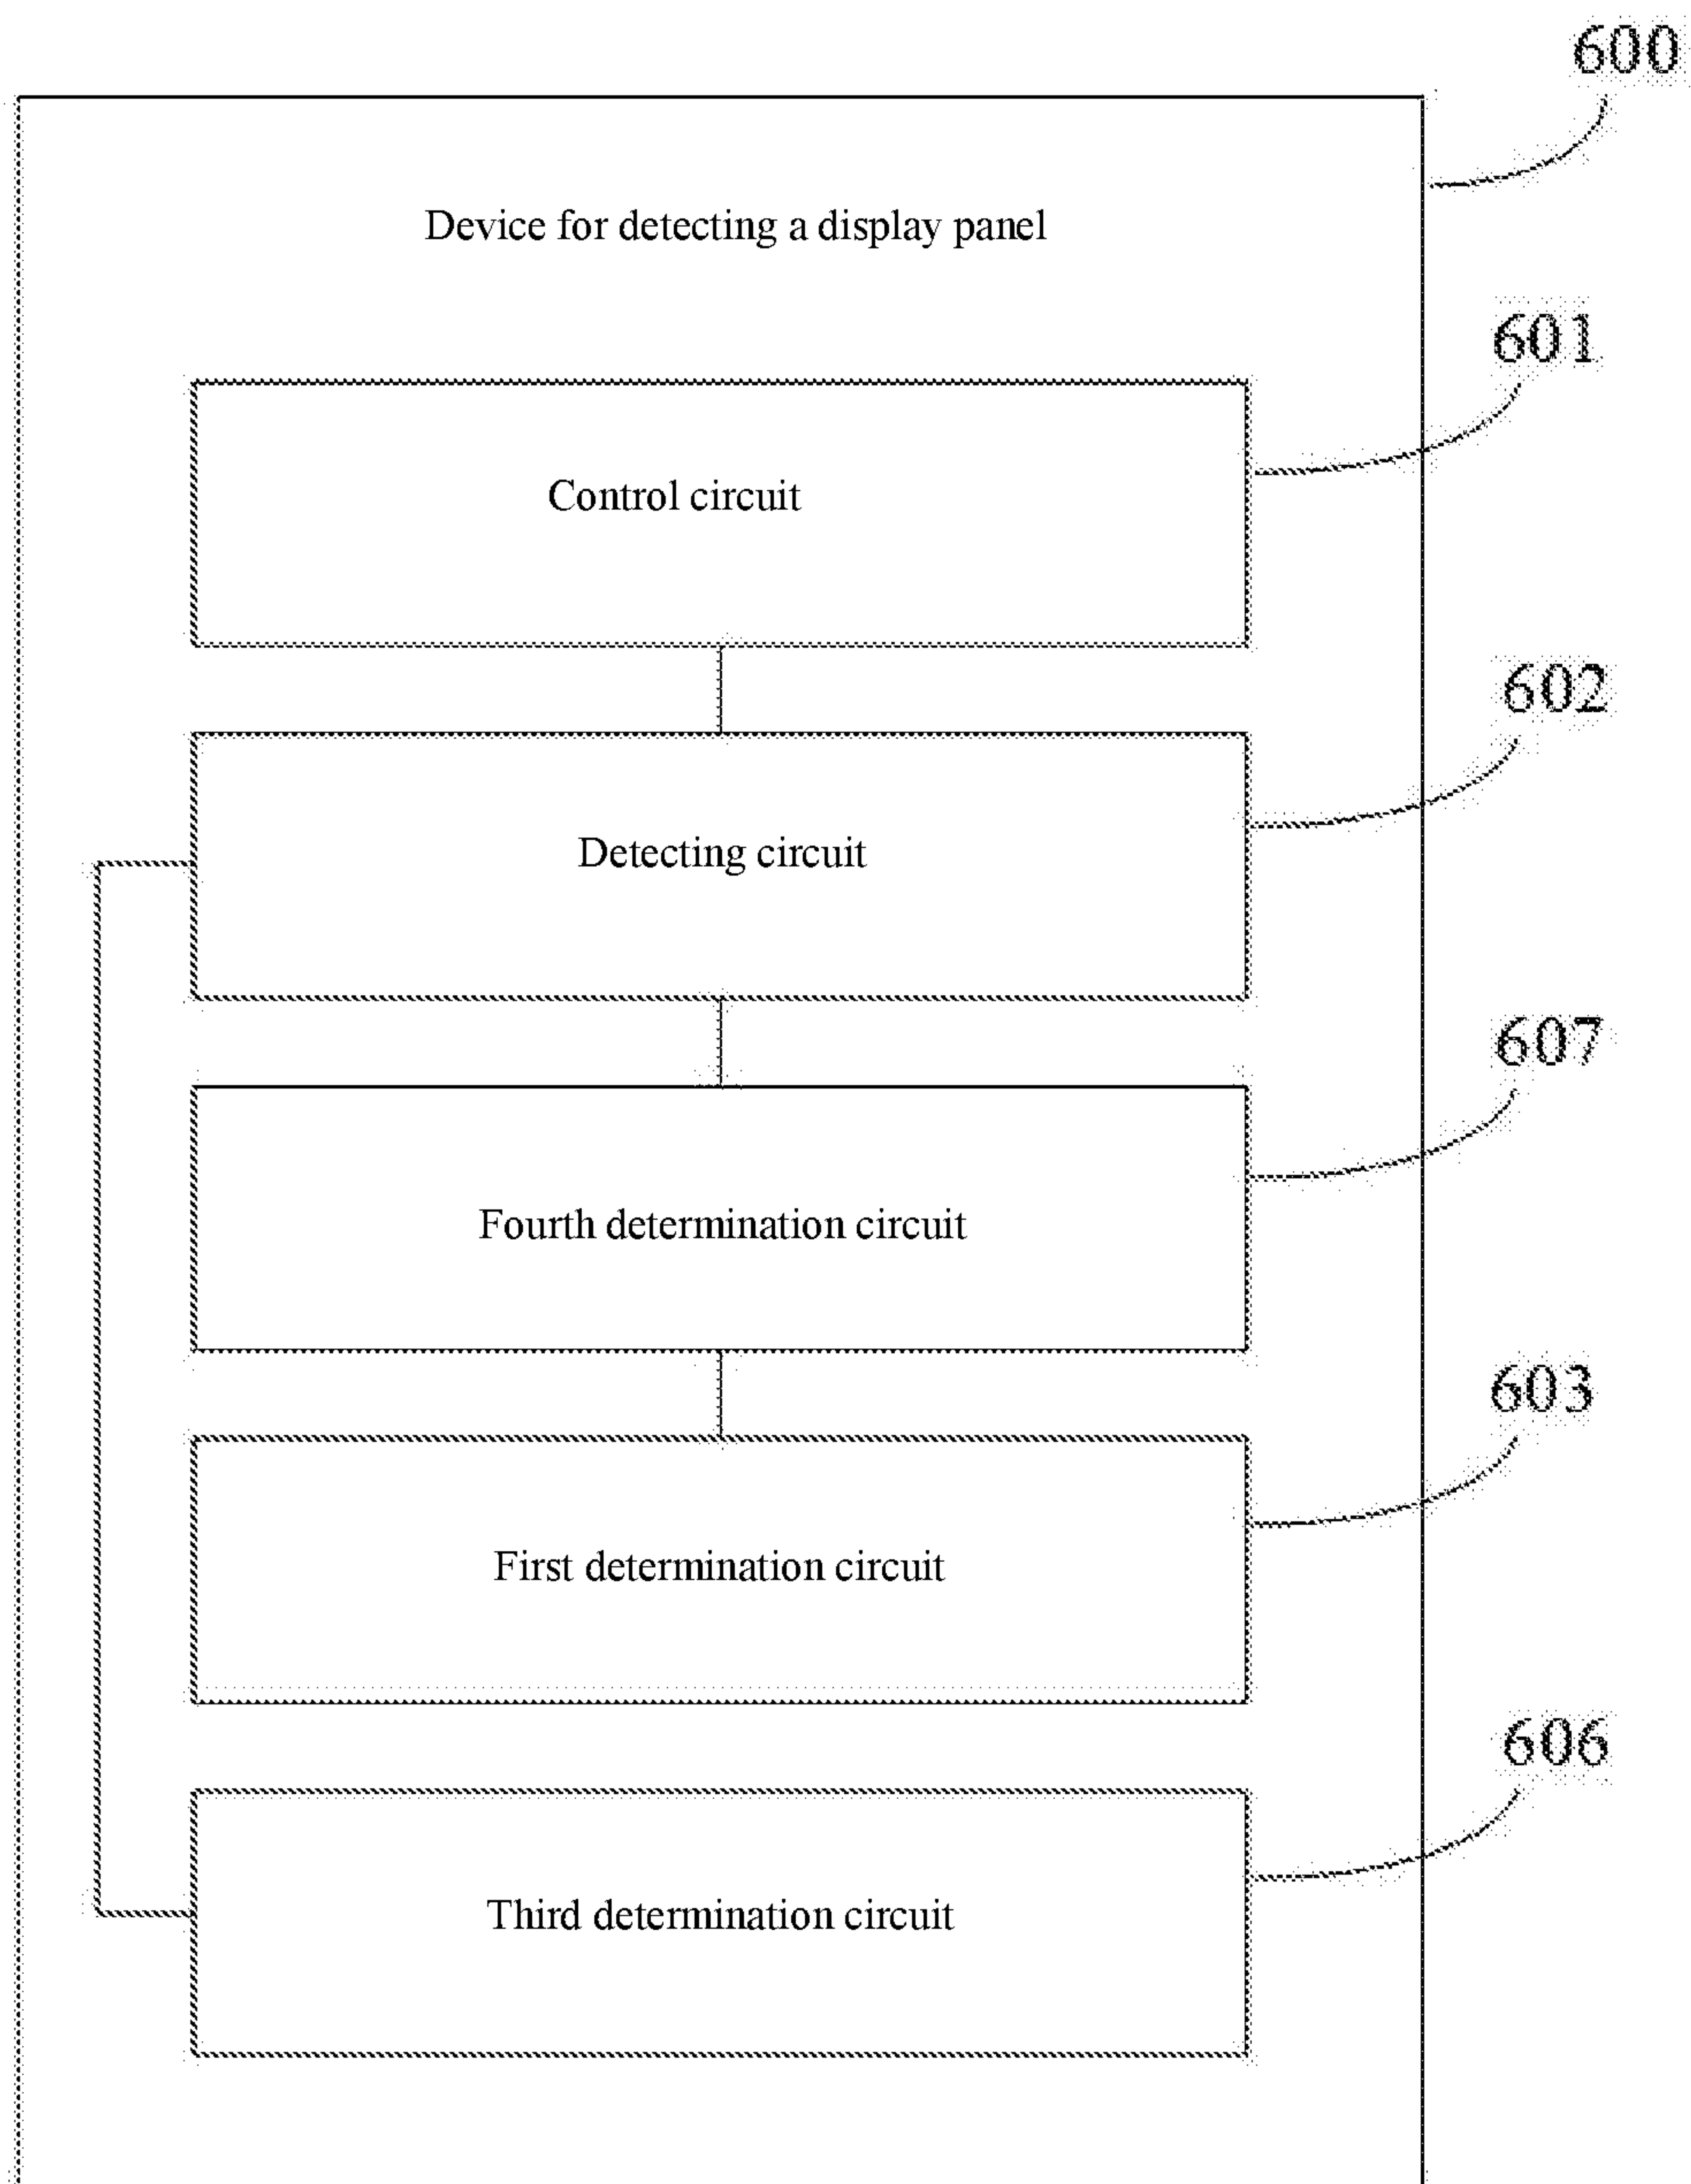 600
Device for detecting a display panel
601
Control circuit
602
Detecting circuit
607
Fourth determination circuit
603
First determination circuit
606
Third determination circuit